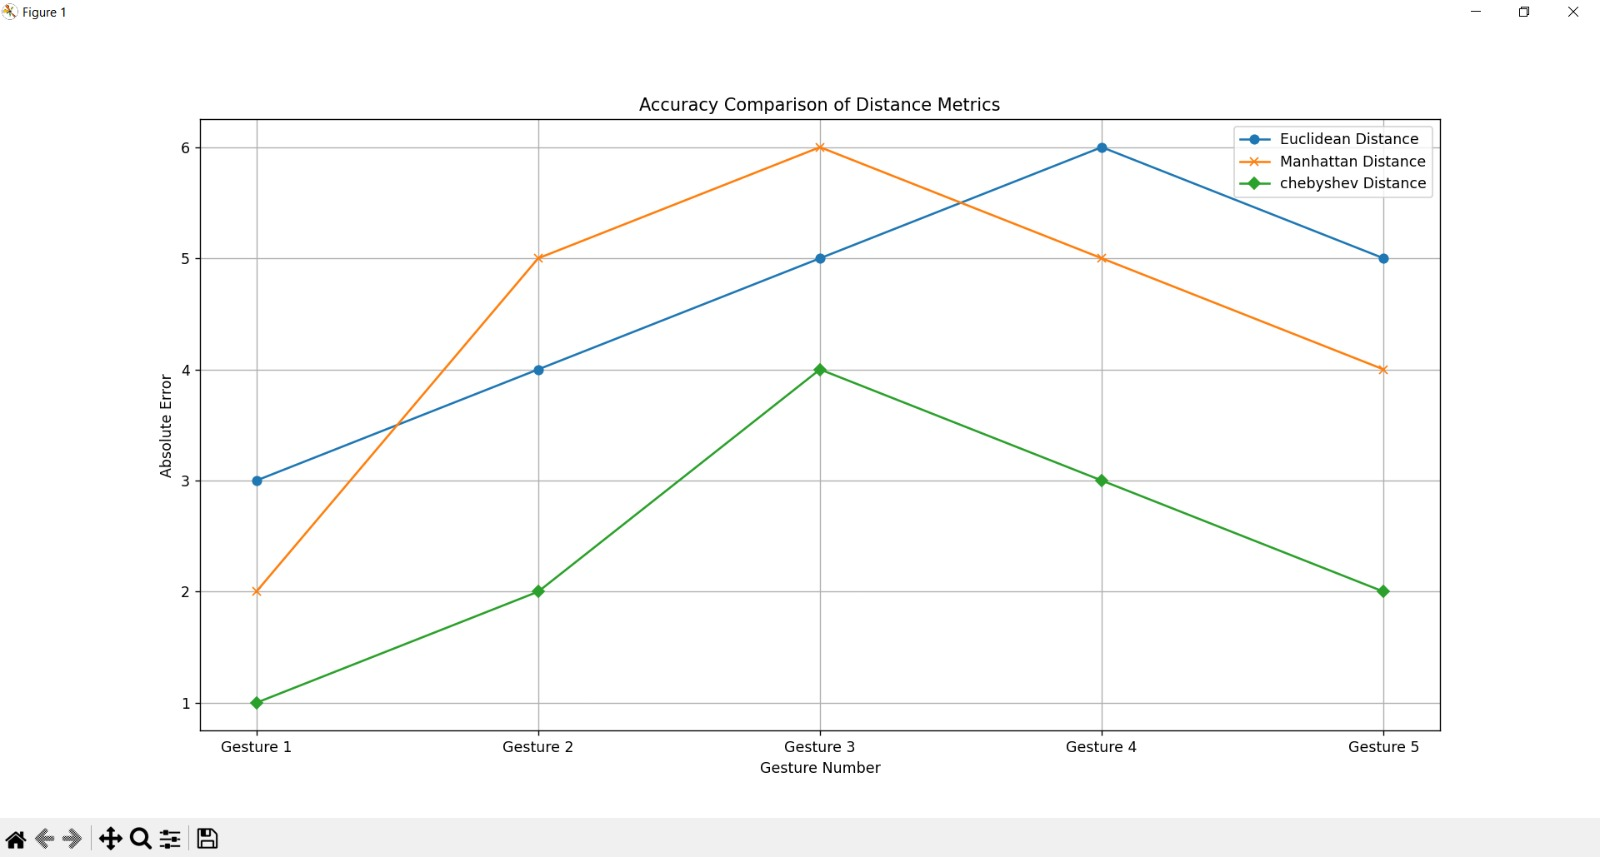 Figure 1
Accuracy Comparison of Distance Metrics
Euclidean Distance
Manhattan Distance
chebyshev Distance
6
5
4
3
2
1
Absolute Error
Gesture 1 Gesture 2 Gesture 3 Gesture 4 Gesture 5
Gesture Number